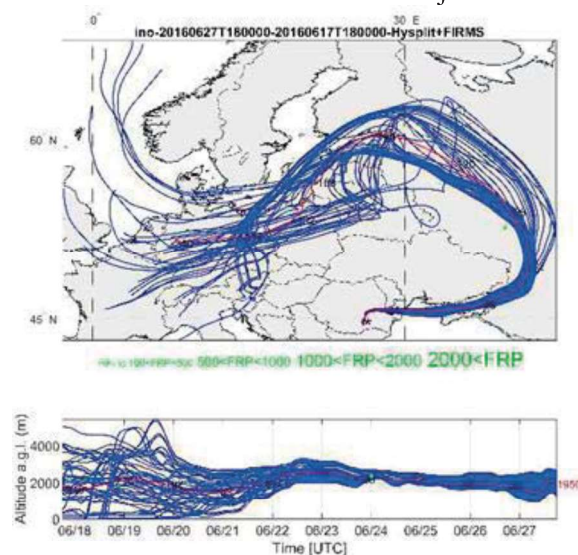 0°
30 E
ino-20160627T180000-20160617T180000-Hysplit+FIRMS
60 N
45 N
500<FRP<1000 1000<FRP<2000 2000<FRP
Altitude a.g.l. (m)
4000
2000
0
1950
06/18 06/19 06/20 06/21 06/22 06/23 06/24 06/25 06/26 06/27
Time [UTC]